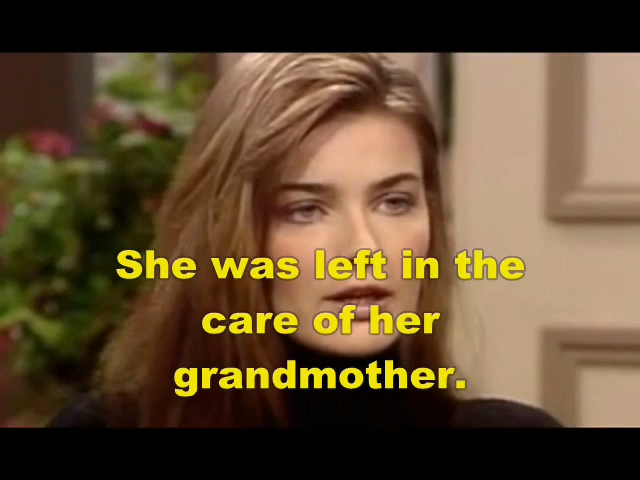 She was left in the
care of her
grandmother.